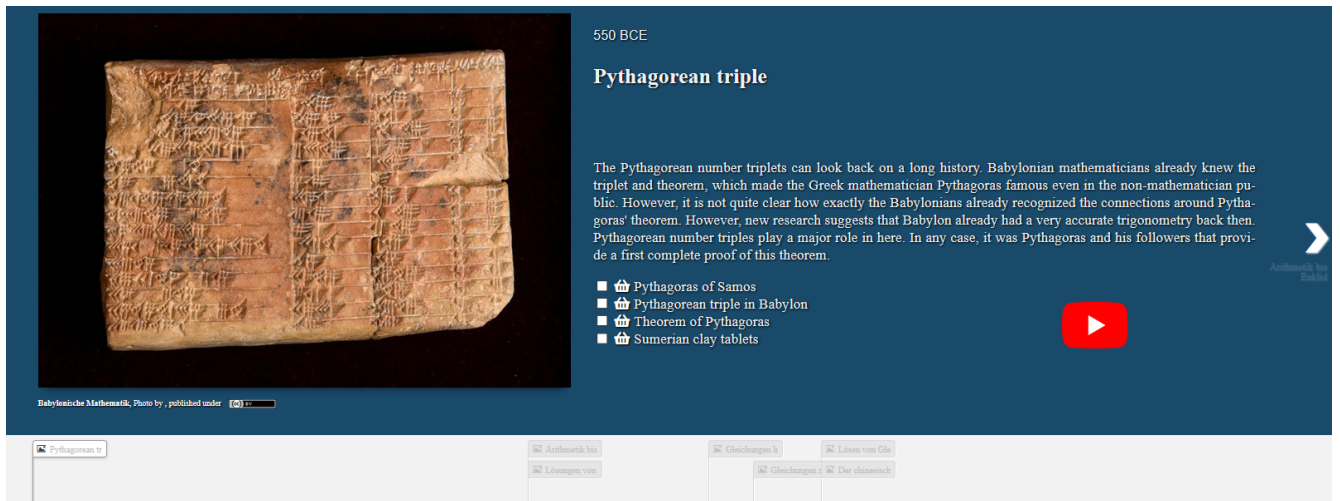 550 BCE
Pythagorean triple
The Pythagorean number triplets can look back on a long history. Babylonian mathematicians already knew the
triplet and theorem, which made the Greek mathematician Pythagoras famous even in the non-mathematician pu-
blic. However, it is not quite clear how exactly the Babylonians already recognized the connections around Pytha-
goras' theorem. However, new research suggests that Babylon already had a very accurate trigonometry back then.
Pythagorean number triples play a major role in here. In any case, it was Pythagoras and his followers that provi-
de a first complete proof of this theorem.
Pythagoras of Samos
Pythagorean triple in Babylon
Theorem of Pythagoras
Sumerian clay tablets
Arithmetik bis
Euklid
Babylonische Mathematik, Photo by , published under
Pythagorean tr
Arithmetik bis
Gleichungen h
Lösen von Gle
Lösungen von
Gleichungen
Der chinesisch